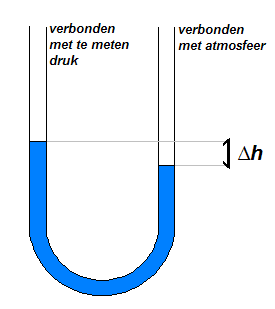 verbonden
met te meten
druk
verbonden
met atmosfeer
Δh